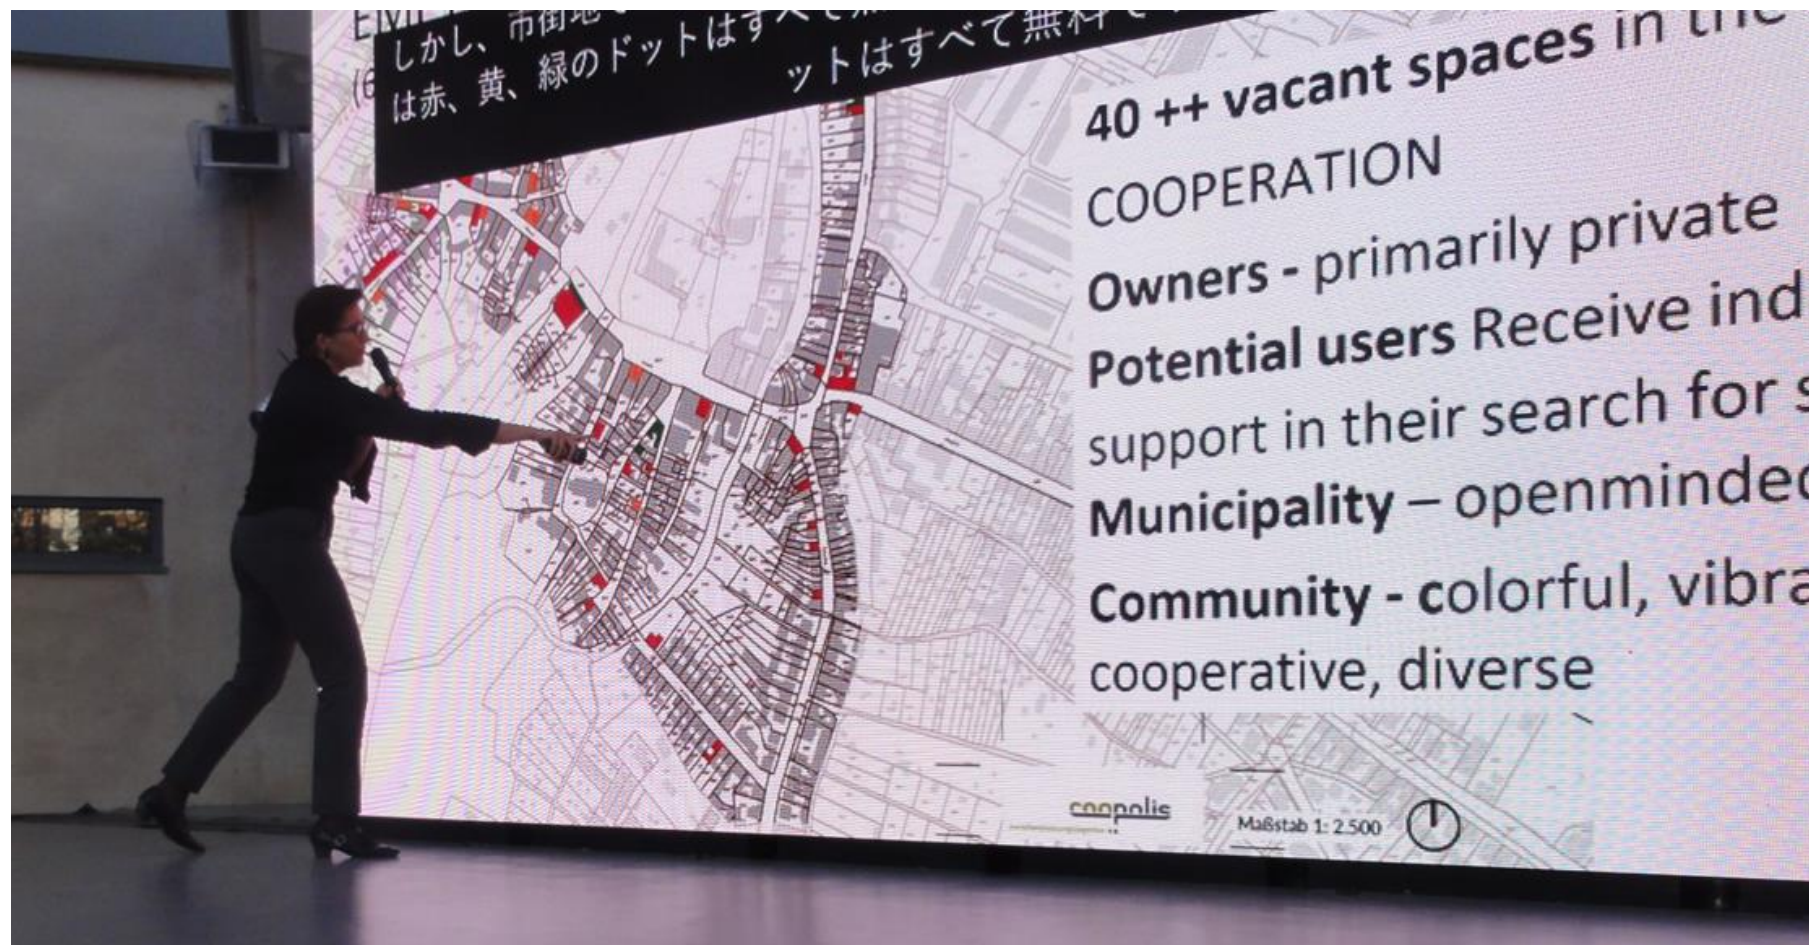 しかし、市街地
は赤、黄、緑のドットはすべて
ットはすべて無料で
40 ++ vacant spaces in the
COOPERATION
Owners - primarily private
Potential users Receive ind
support in their search for s
Municipality – openminded
Community - colorful, vibra
cooperative, diverse
coopolis
Maßstab 1: 2.500